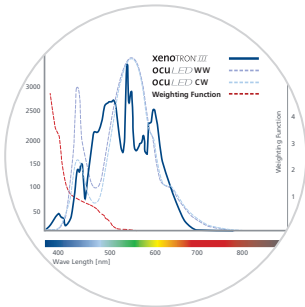 xenoTRON III
ocuLED WW
ocuLED CW
Weighting Function
3000
2500
2000
150
100
50
4
3
2
1
Weighting Function
400
500
600
700
800
Wave Length [nm]